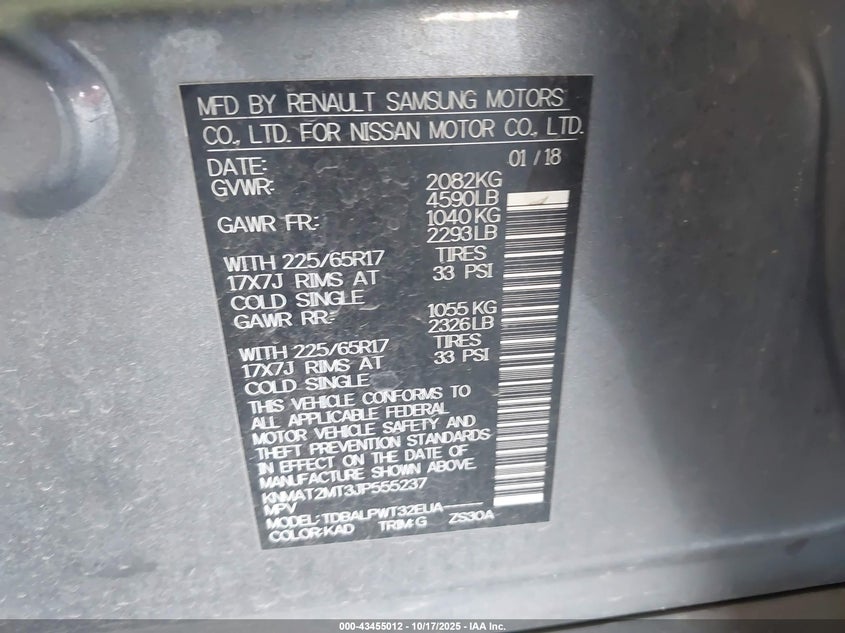 MFD BY RENAULT SAMSUNG MOTORS
CO., LTD. FOR NISSAN MOTOR CO., LTD.
DATE: 01 / 18
GVWR: 2082KG
4590LB
GAWR FR: 1040KG
2293LB
WITH 225/65R17 TIRES
17X7J RIMS AT 33 PSI
COLD SINGLE
GAWR RR: 1055 KG
2326LB
WITH 225/65R17 TIRES
17X7J RIMS AT 33 PSI
COLD SINGLE
THIS VEHICLE CONFORMS TO
ALL APPLICABLE FEDERAL
MOTOR VEHICLE SAFETY AND
THEFT PREVENTION STANDARDS
IN EFFECT ON THE DATE OF
MANUFACTURE SHOWN ABOVE.
KNMAT2MT3JP555237
MPV
MODEL: TDBALPWT32EUA-----
COLOR:KAD TRIM:G ZS30A
000-43455012 - 10/17/2025 - IAA Inc.